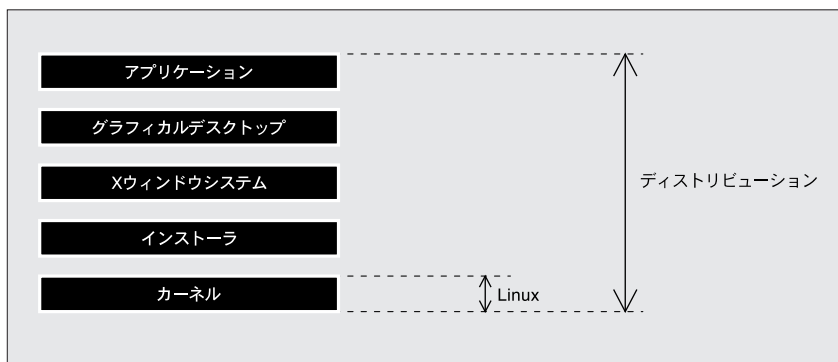 アプリケーション
グラフィカルデスクトップ
Xウィンドウシステム
ディストリビューション
インストーラ
カーネル
Linux